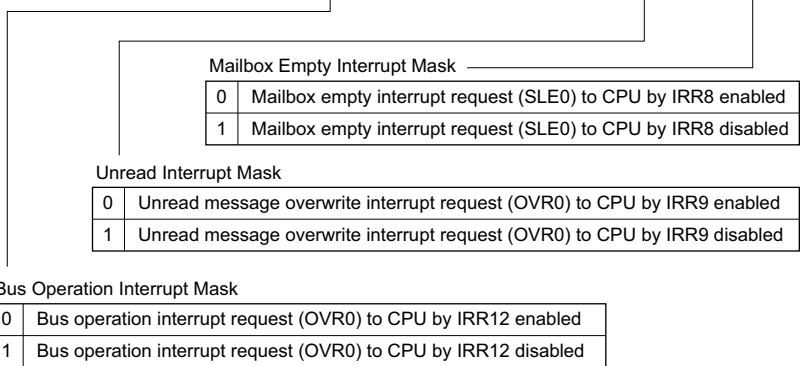 Mailbox Empty Interrupt Mask
0 Mailbox empty interrupt request (SLE0) to CPU by IRR8 enabled
1 Mailbox empty interrupt request (SLE0) to CPU by IRR8 disabled
Unread Interrupt Mask
0 Unread message overwrite interrupt request (OVR0) to CPU by IRR9 enabled
1 Unread message overwrite interrupt request (OVR0) to CPU by IRR9 disabled
Bus Operation Interrupt Mask
0 Bus operation interrupt request (OVR0) to CPU by IRR12 enabled
1 Bus operation interrupt request (OVR0) to CPU by IRR12 disabled